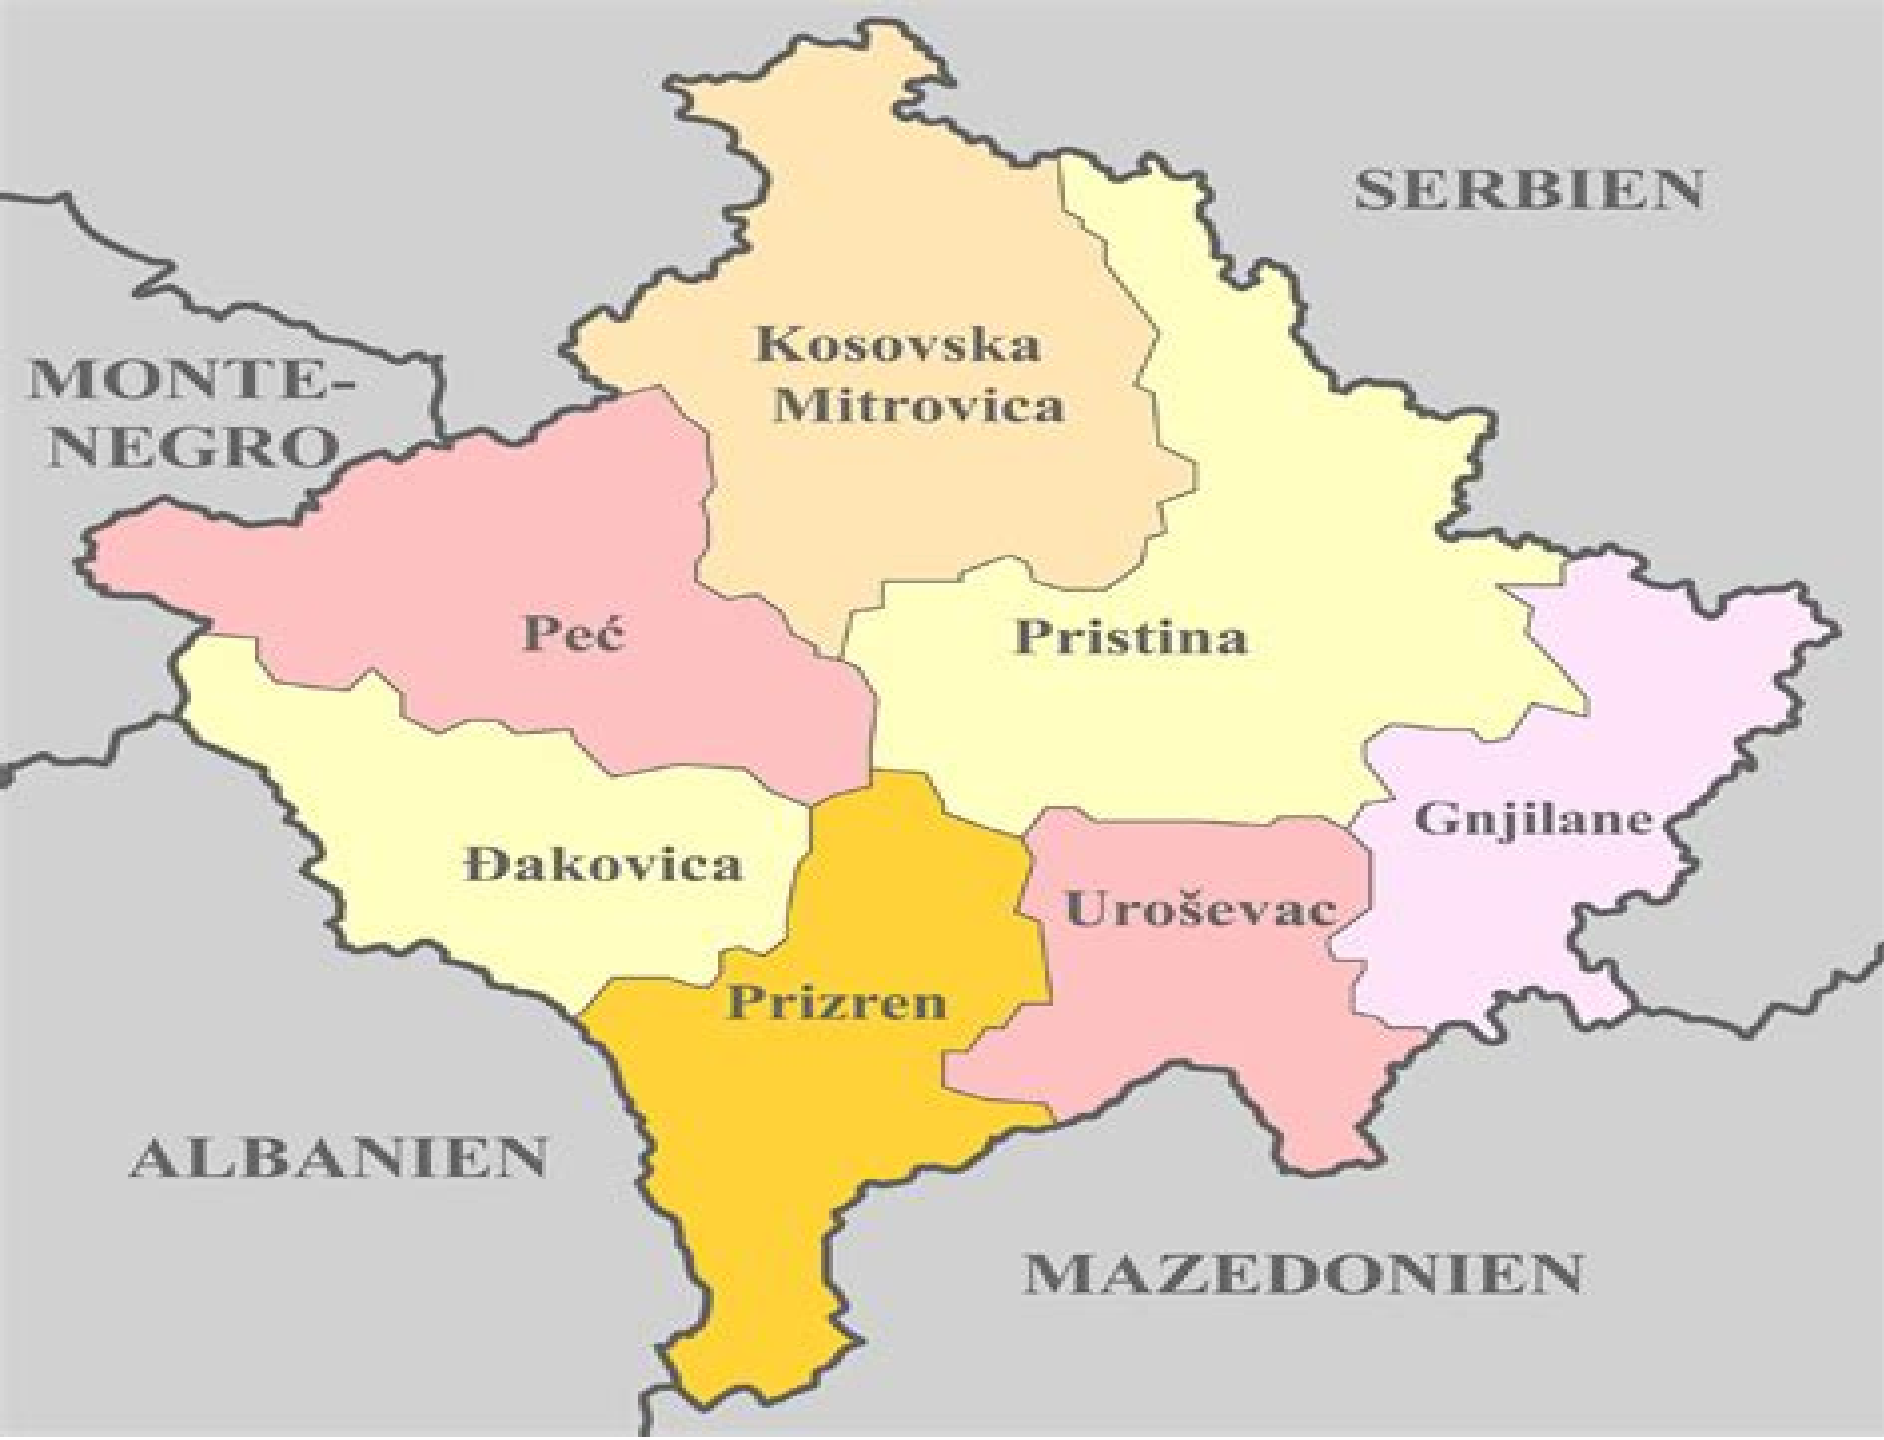 SERBIEN
Kosovska
Mitrovica
MONTE-
NEGRO
Peć
Pristina
Gnjilane
Đakovica
Uroševac
Prizren
ALBANIEN
MAZEDONIEN